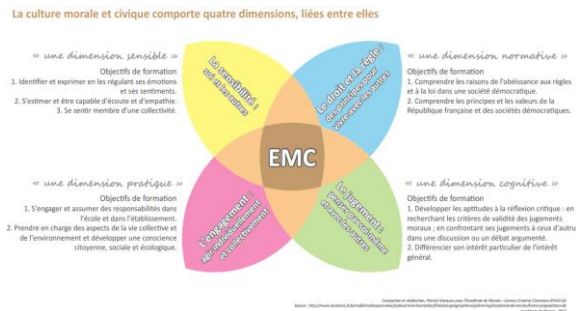 La culture morale et civique comporte quatre dimensions, liées entre elles
« une dimension sensible »
Objectifs de formation
1. Identifier et exprimer en les régulant ses émotions
et ses sentiments.
2. S'estimer et être capable d'écoute et d'empathie.
3. Se sentir membre d'une collectivité.
La sensibilité :
soi et les autres
Le droit et la règle :
des principes pour
vivre avec les autres
« une dimension normative »
Objectifs de formation
1. Comprendre les raisons de l'obéissance aux règles
et à la loi dans une société démocratique.
2. Comprendre les principes et les valeurs de la
République française et des sociétés démocratiques.
EMC
« une dimension pratique »
Objectifs de formation
1. S'engager et assumer des responsabilités dans
l'école et dans l'établissement.
2. Prendre en charge des aspects de la vie collective et
de l'environnement et développer une conscience
citoyenne, sociale et écologique.
L'engagement :
agir individuellement
et collectivement
Le jugement :
penser par soi-même
et avec les autres
« une dimension cognitive »
Objectifs de formation
1. Développer les aptitudes à la réflexion critique : en
recherchant les critères de validité des jugements
moraux ; en confrontant ses jugements à ceux d'autrui
dans une discussion ou un débat argumenté.
2. Différencier son intérêt particulier de l'intérêt
général.